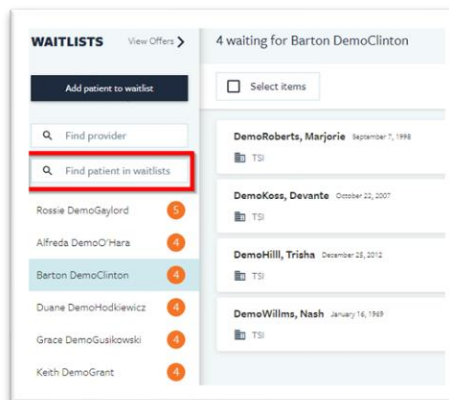 WAITLISTS View Offers
Add patient to waitlist
Find provider
Find patient in waitlists
Rossie DemoGaylord 5
Alfreda DemoO'Hara 4
Barton DemoClinton 4
Duane DemoHodkiewicz 4
Grace DemoGusikowski 4
Keith DemoGrant 4
4 waiting for Barton DemoClinton
Select items
DemoRoberts, Marjorie September 7, 1998
TSI
DemoKoss, Devante October 22, 2007
TSI
DemoHilll, Trisha December 25, 2012
TSI
DemoWillms, Nash January 16, 1969
TSI